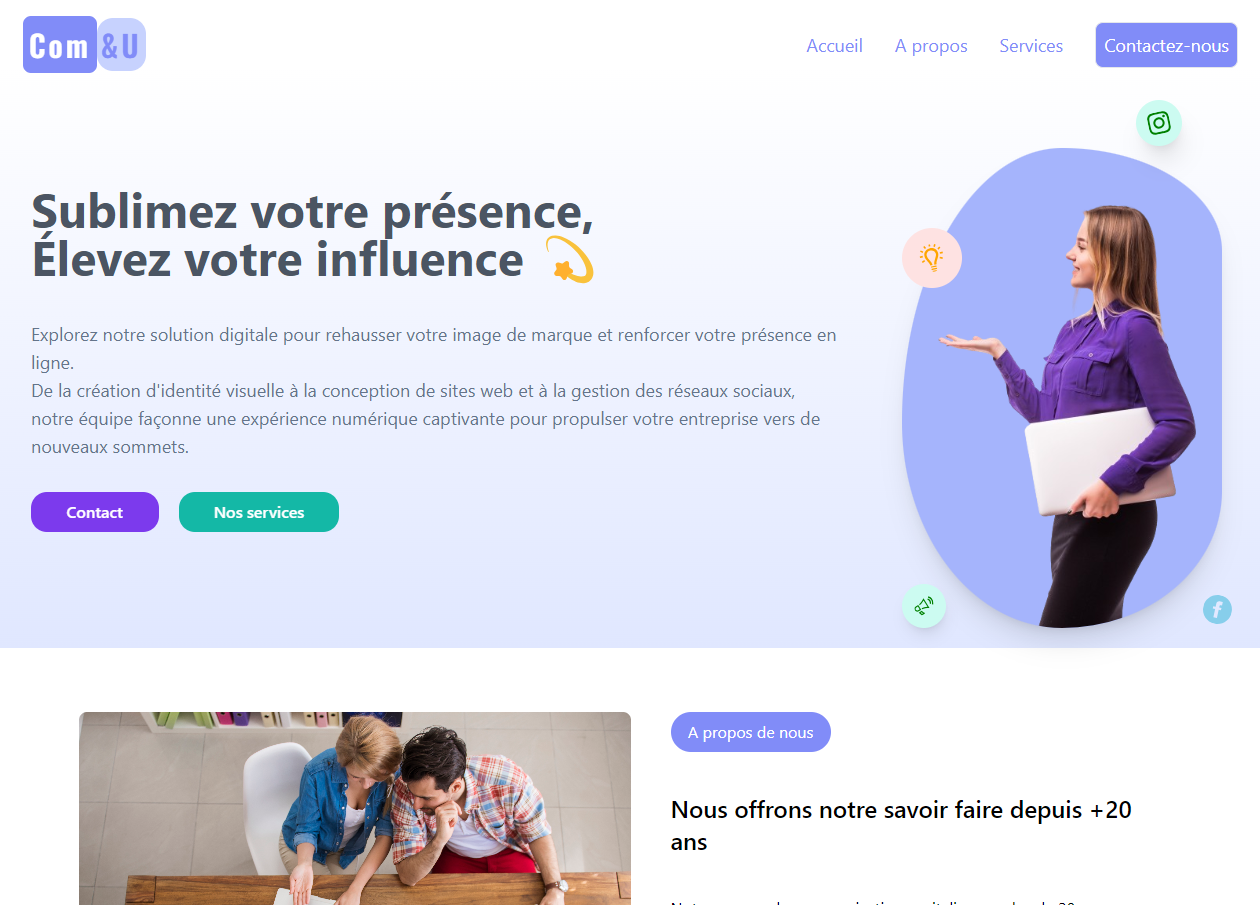 Com &U
Accueil
A propos
Services
Contactez-nous
Sublimez votre présence,
Élevez votre influence
Explorez notre solution digitale pour rehausser votre image de marque et renforcer votre présence en
ligne.
De la création d'identité visuelle à la conception de sites web et à la gestion des réseaux sociaux,
notre équipe façonne une expérience numérique captivante pour propulser votre entreprise vers de
nouveaux sommets.
Contact
Nos services
A propos de nous
Nous offrons notre savoir faire depuis +20
ans